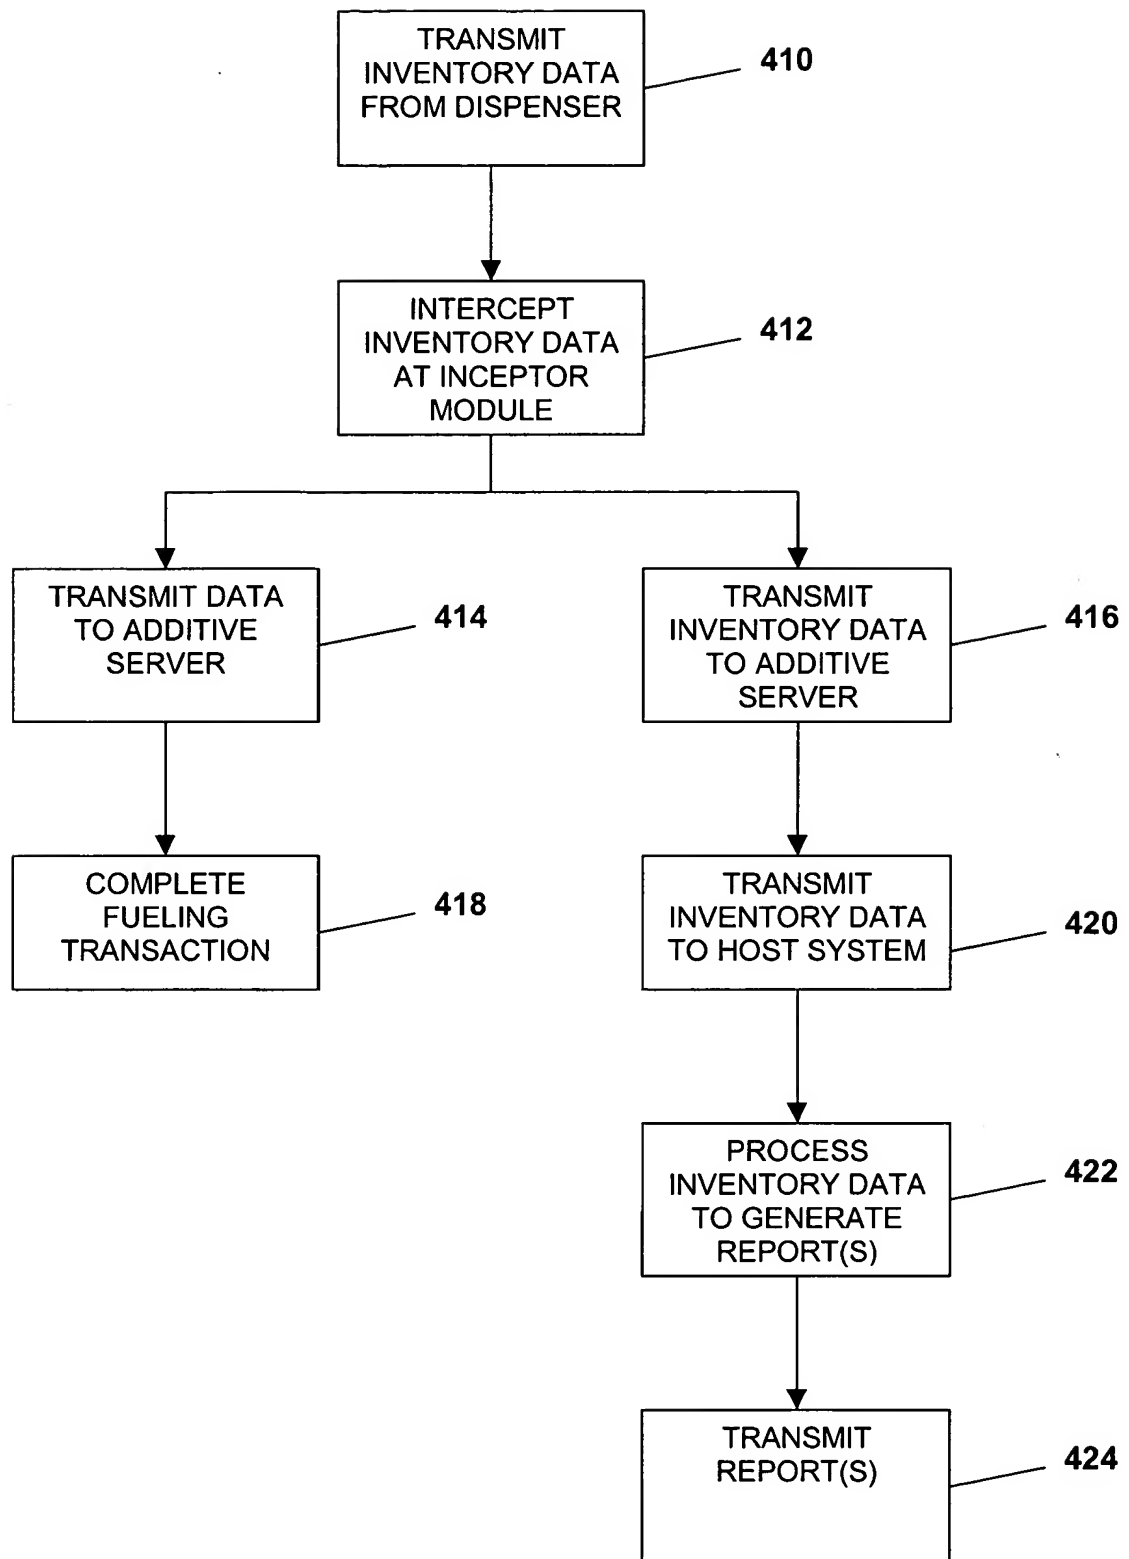 TRANSMIT
INVENTORY DATA
FROM DISPENSER
410
INTERCEPT
INVENTORY DATA
AT INCEPTOR
MODULE
412
TRANSMIT DATA
TO ADDITIVE
SERVER
414
TRANSMIT
INVENTORY DATA
TO ADDITIVE
SERVER
416
COMPLETE
FUELING
TRANSACTION
418
TRANSMIT
INVENTORY DATA
TO HOST SYSTEM
420
PROCESS
INVENTORY DATA
TO GENERATE
REPORT(S)
422
TRANSMIT
REPORT(S)
424